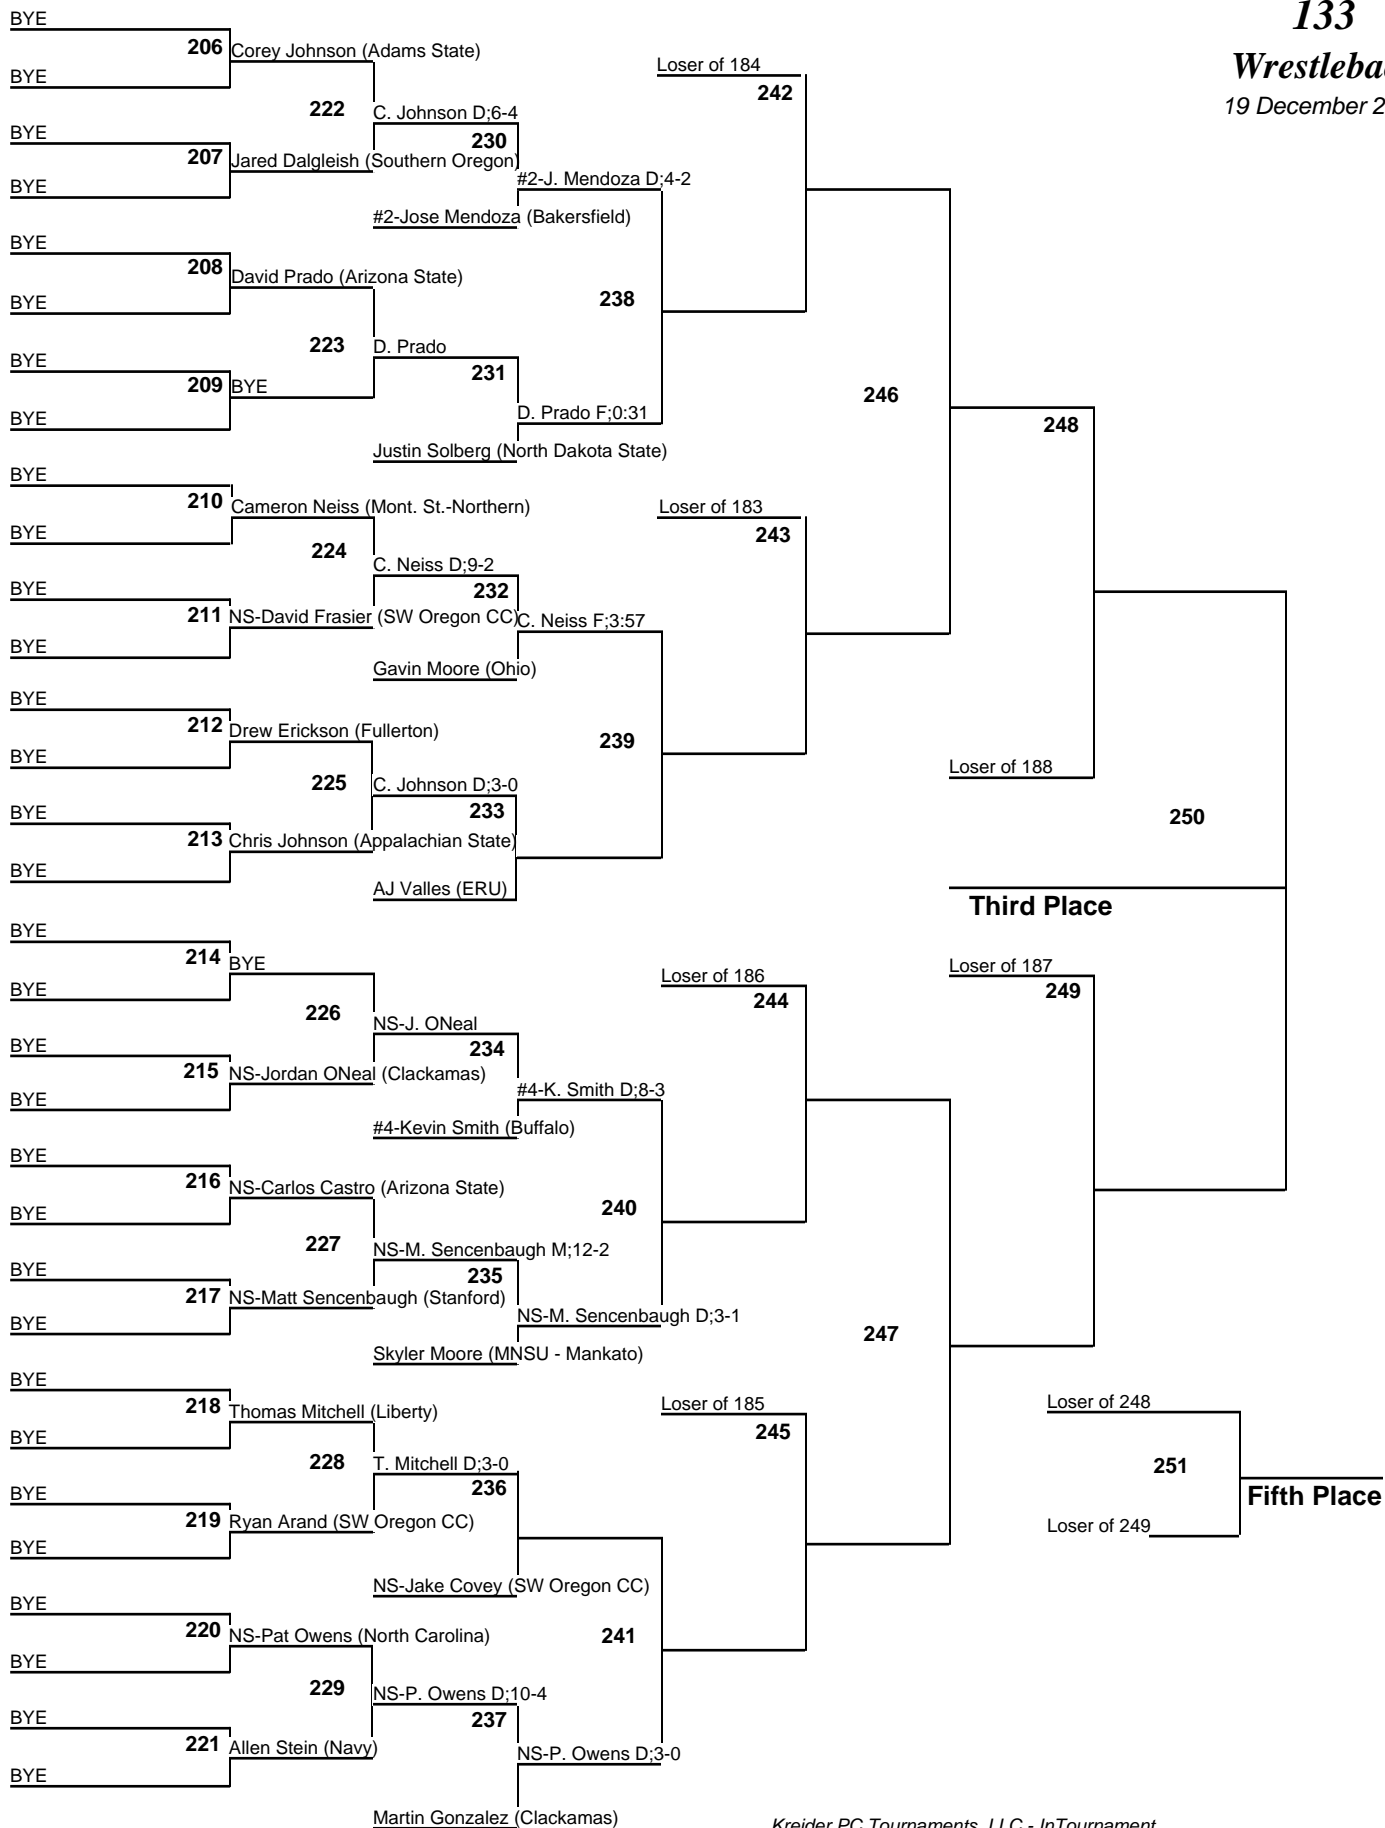 133
Wrestleba
19 December 2
BYE
206 Corey Johnson (Adams State)
BYE
222
C. Johnson D;6-4
230
BYE
207 Jared Dalgleish (Southern Oregon)
BYE
#2-J. Mendoza D;4-2
#2-Jose Mendoza (Bakersfield)
Loser of 184
242
BYE
208 David Prado (Arizona State)
BYE
238
223
D. Prado
231
BYE
209 BYE
BYE
D. Prado F;0:31
Justin Solberg (North Dakota State)
246
248
BYE
210 Cameron Neiss (Mont. St.-Northern)
BYE
Loser of 183
243
224
C. Neiss D;9-2
232
BYE
211 NS-David Frasier (SW Oregon CC)
BYE
C. Neiss F;3:57
Gavin Moore (Ohio)
BYE
212 Drew Erickson (Fullerton)
BYE
239
225
C. Johnson D;3-0
233
Loser of 188
BYE
213 Chris Johnson (Appalachian State)
BYE
AJ Valles (ERU)
250
Third Place
BYE
214 BYE
BYE
Loser of 186
244
Loser of 187
249
226
NS-J. ONeal
234
BYE
215 NS-Jordan ONeal (Clackamas)
BYE
#4-K. Smith D;8-3
#4-Kevin Smith (Buffalo)
BYE
216 NS-Carlos Castro (Arizona State)
BYE
240
227
NS-M. Sencenbaugh M;12-2
235
BYE
217 NS-Matt Sencenbaugh (Stanford)
BYE
NS-M. Sencenbaugh D;3-1
247
Skyler Moore (MNSU - Mankato)
BYE
218 Thomas Mitchell (Liberty)
BYE
Loser of 185
245
Loser of 248
228
T. Mitchell D;3-0
236
251
Fifth Place
BYE
219 Ryan Arand (SW Oregon CC)
BYE
Loser of 249
NS-Jake Covey (SW Oregon CC)
BYE
220 NS-Pat Owens (North Carolina)
BYE
241
229
NS-P. Owens D;10-4
237
BYE
221 Allen Stein (Navy)
BYE
NS-P. Owens D;3-0
Martin Gonzalez (Clackamas)
Kreider PC Tournaments, LLC - InTournament